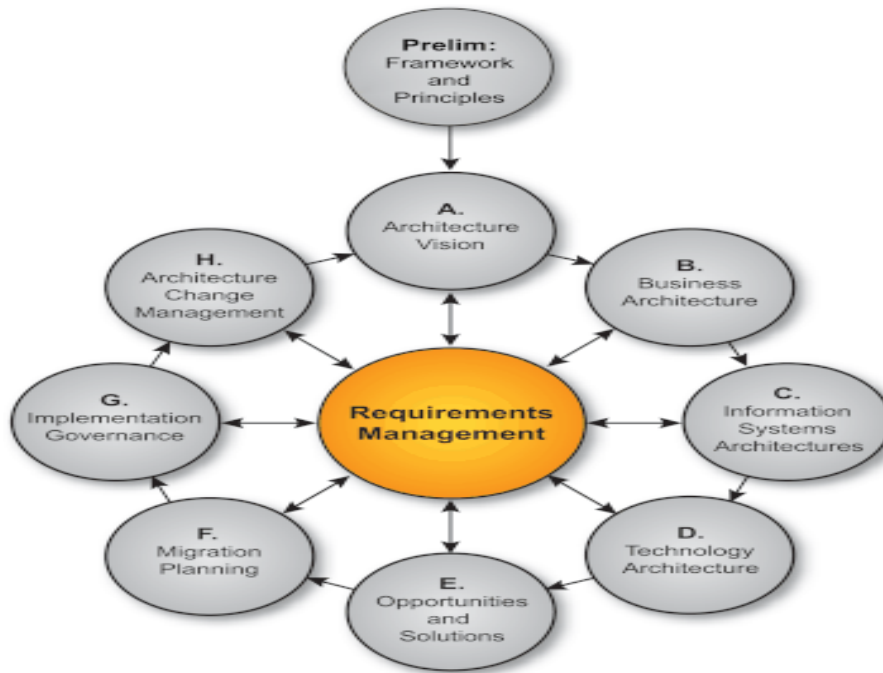 Prelim:
Framework
and
Principles
A.
Architecture
Vision
B.
Business
Architecture
C.
Information
Systems
Architectures
D.
Technology
Architecture
E.
Opportunities
and
Solutions
F.
Migration
Planning
G.
Implementation
Governance
H.
Architecture
Change
Management
Requirements
Management